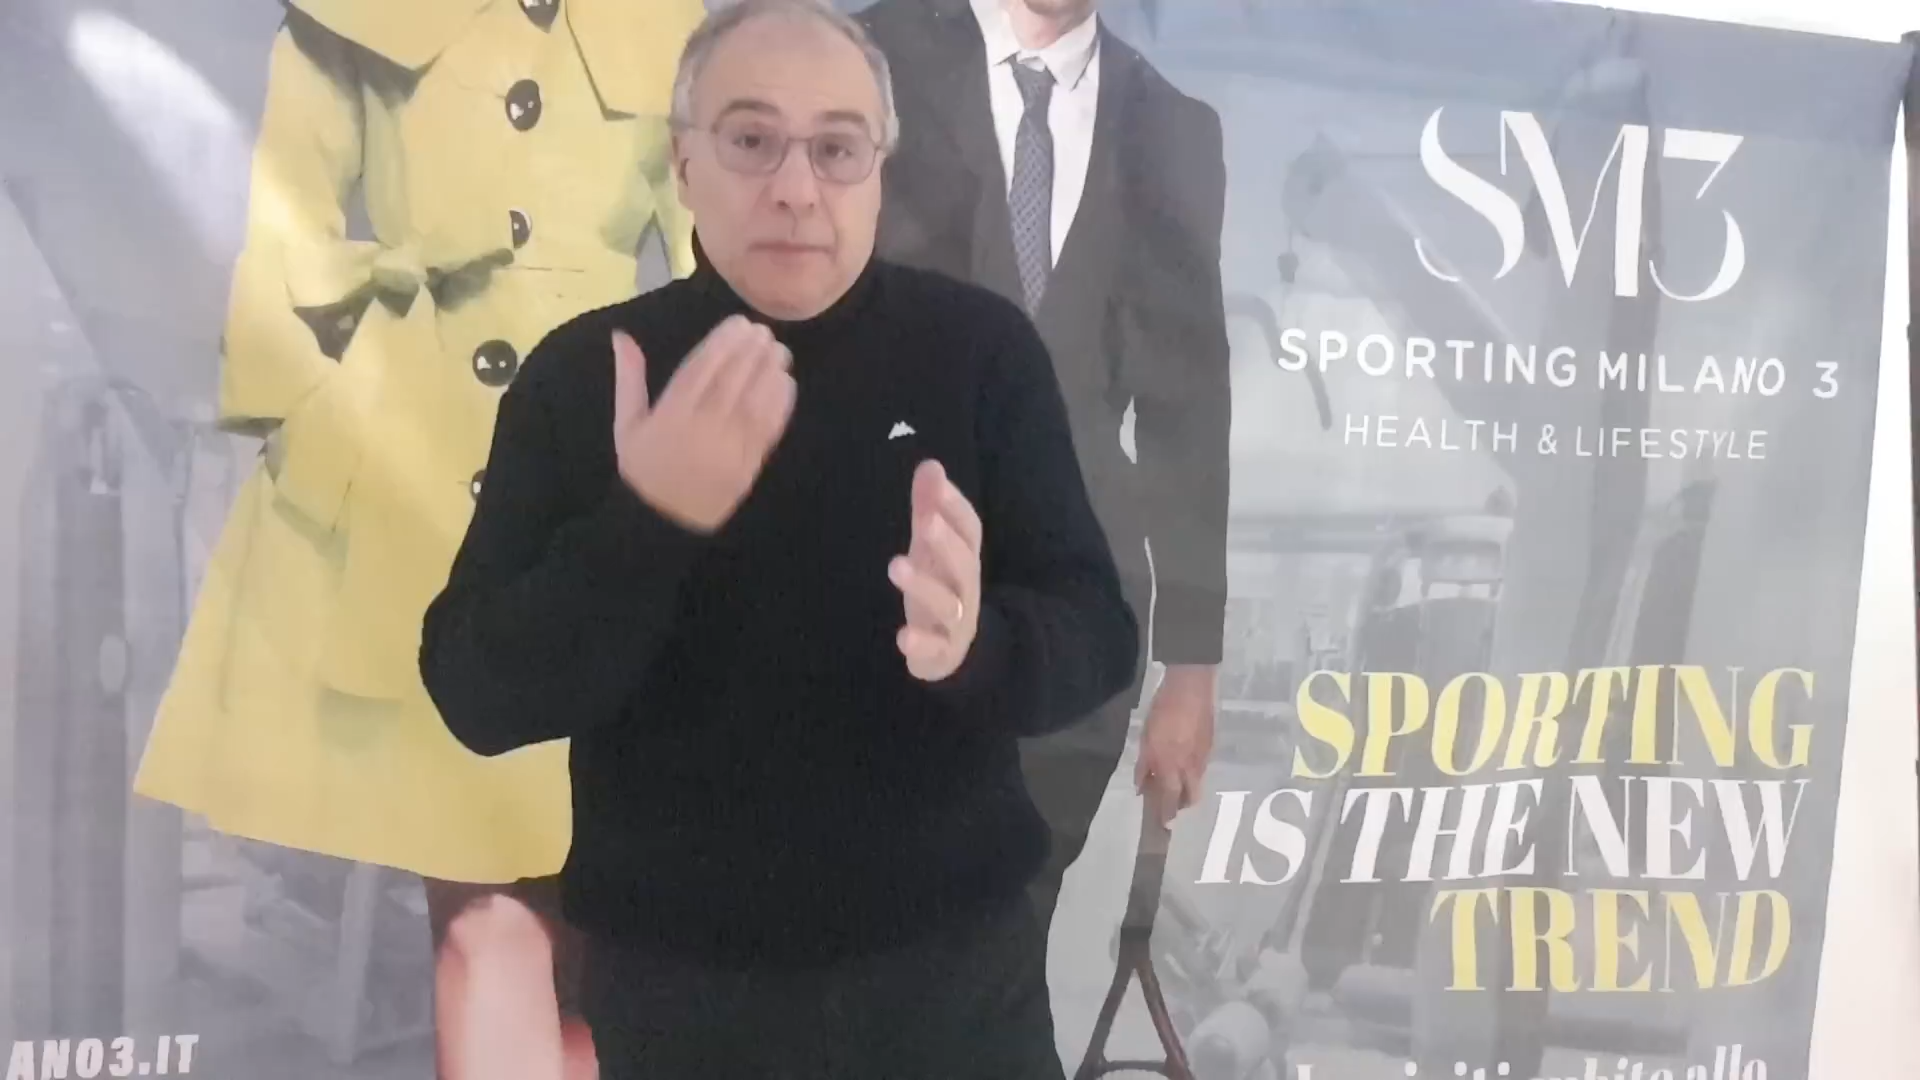 SM3
SPORTING MILANO 3
HEALTH & LIFESTYLE
SPORTING
IS THE NEW
TREND
ANO3.IT